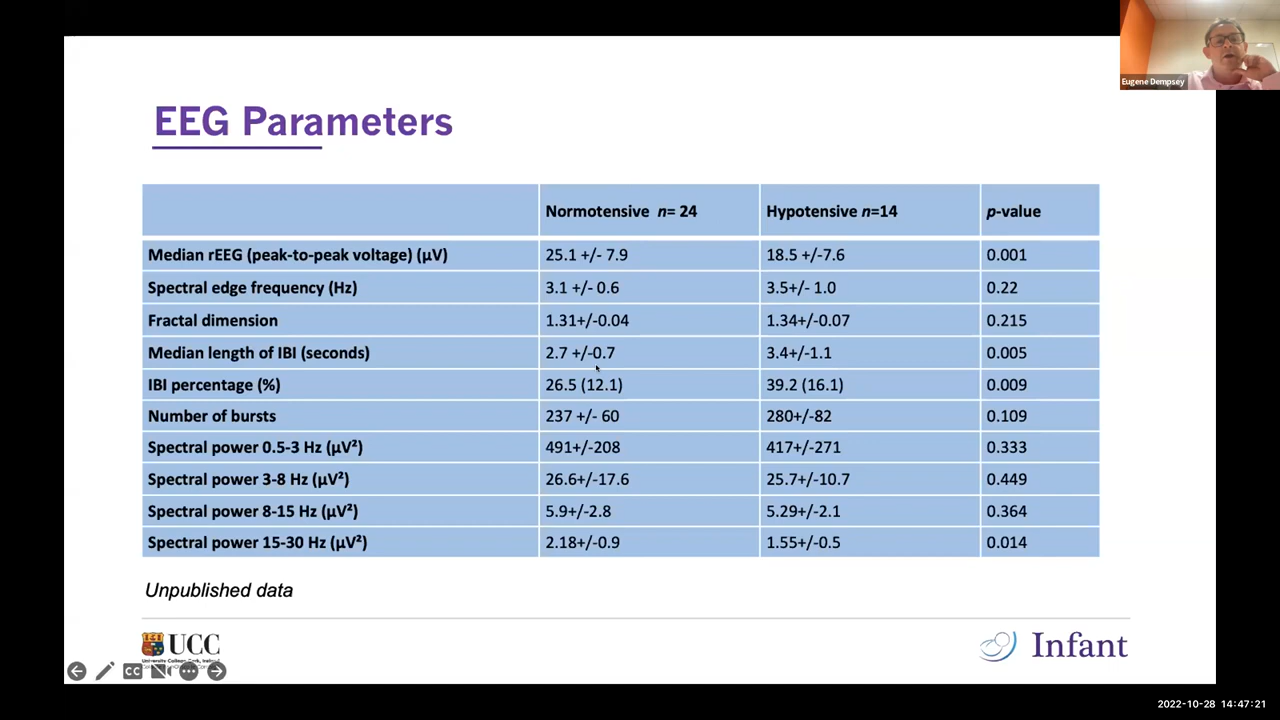 Eugene Dempsey
EEG Parameters
Normotensive n= 24 Hypotensive n=14 p-value
Median rEEG (peak-to-peak voltage) (µV) 25.1 +/- 7.9 18.5 +/-7.6 0.001
Spectral edge frequency (Hz) 3.1 +/- 0.6 3.5+/- 1.0 0.22
Fractal dimension 1.31+/-0.04 1.34+/-0.07 0.215
Median length of IBI (seconds) 2.7 +/-0.7 3.4+/-1.1 0.005
IBI percentage (%) 26.5 (12.1) 39.2 (16.1) 0.009
Number of bursts 237 +/- 60 280+/-82 0.109
Spectral power 0.5-3 Hz (µV²) 491+/-208 417+/-271 0.333
Spectral power 3-8 Hz (µV²) 26.6+/-17.6 25.7+/-10.7 0.449
Spectral power 8-15 Hz (µV²) 5.9+/-2.8 5.29+/-2.1 0.364
Spectral power 15-30 Hz (µV²) 2.18+/-0.9 1.55+/-0.5 0.014
Unpublished data
UCC
University College Cork, Ireland
Infant
CC
2022-10-28 14:47:21